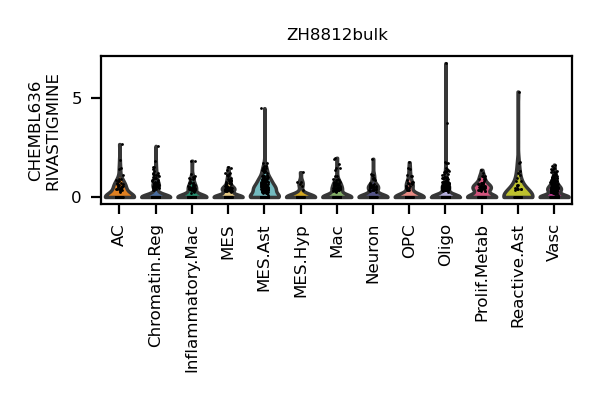 ZH8812bulk
CHEMBL636
RIVASTIGMINE
5
0
AC
Chromatin.Reg
Inflammatory.Mac
MES
MES.Ast
MES.Hyp
Mac
Neuron
OPC
Oligo
Prolif.Metab
Reactive.Ast
Vasc